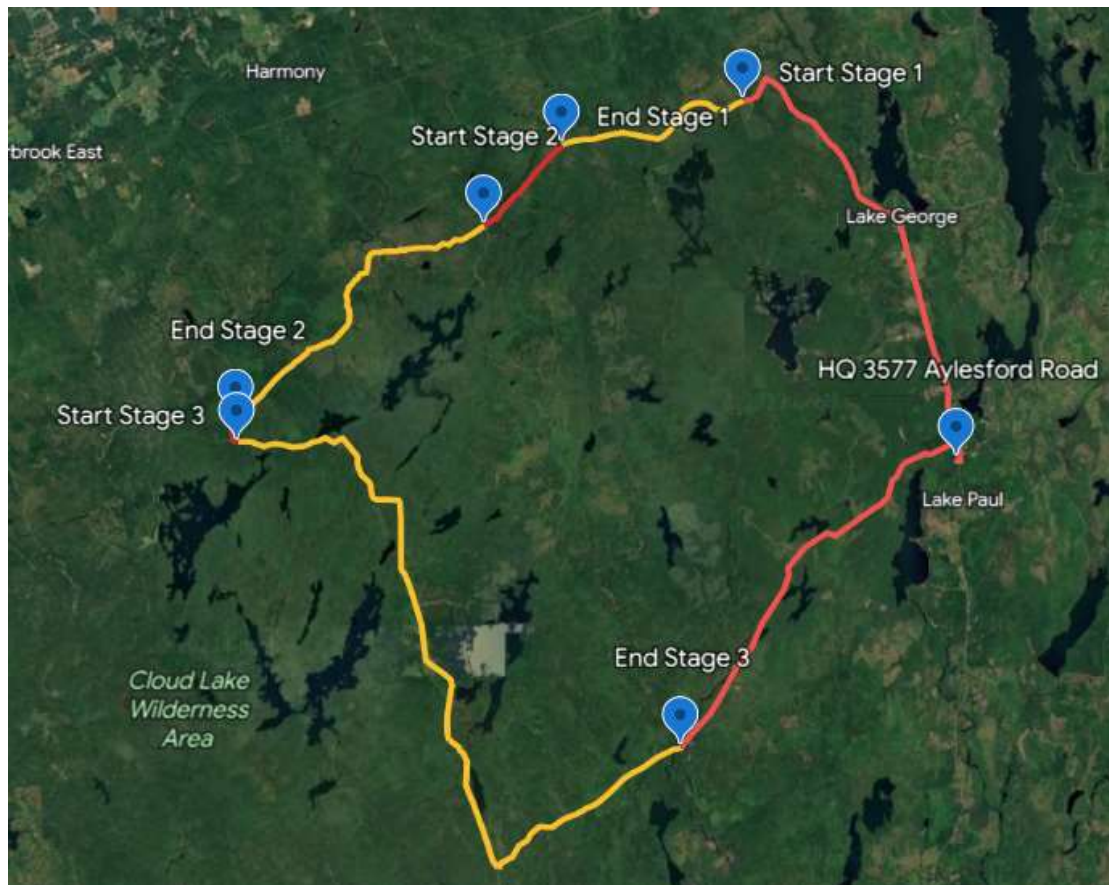 Harmony
Start Stage 1
End Stage 1
Start Stage 2
rbrook East
Lake George
End Stage 2
HQ 3577 Aylesford Road
Start Stage 3
Lake Paul
End Stage 3
Cloud Lake
Wilderness
Area